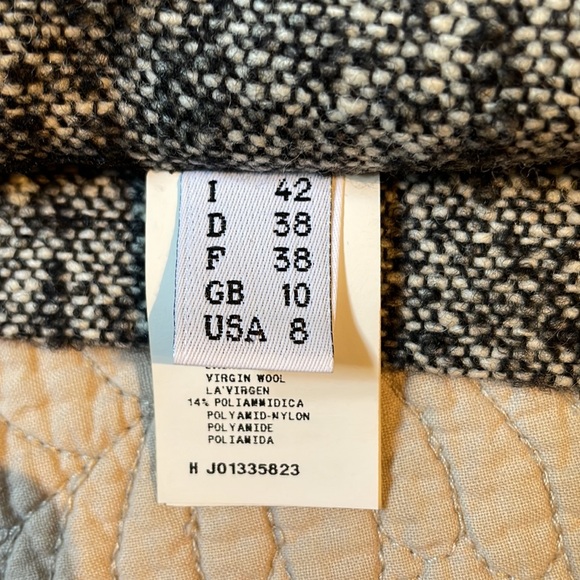 I 42
D 38
F 38
GB 10
USA 8
VIRGIN WOOL
LA'VIRGEN
14% POLIAMMIDICA
POLYAMID-NYLON
POLYAMIDE
POLIAMIDA
H J01335823